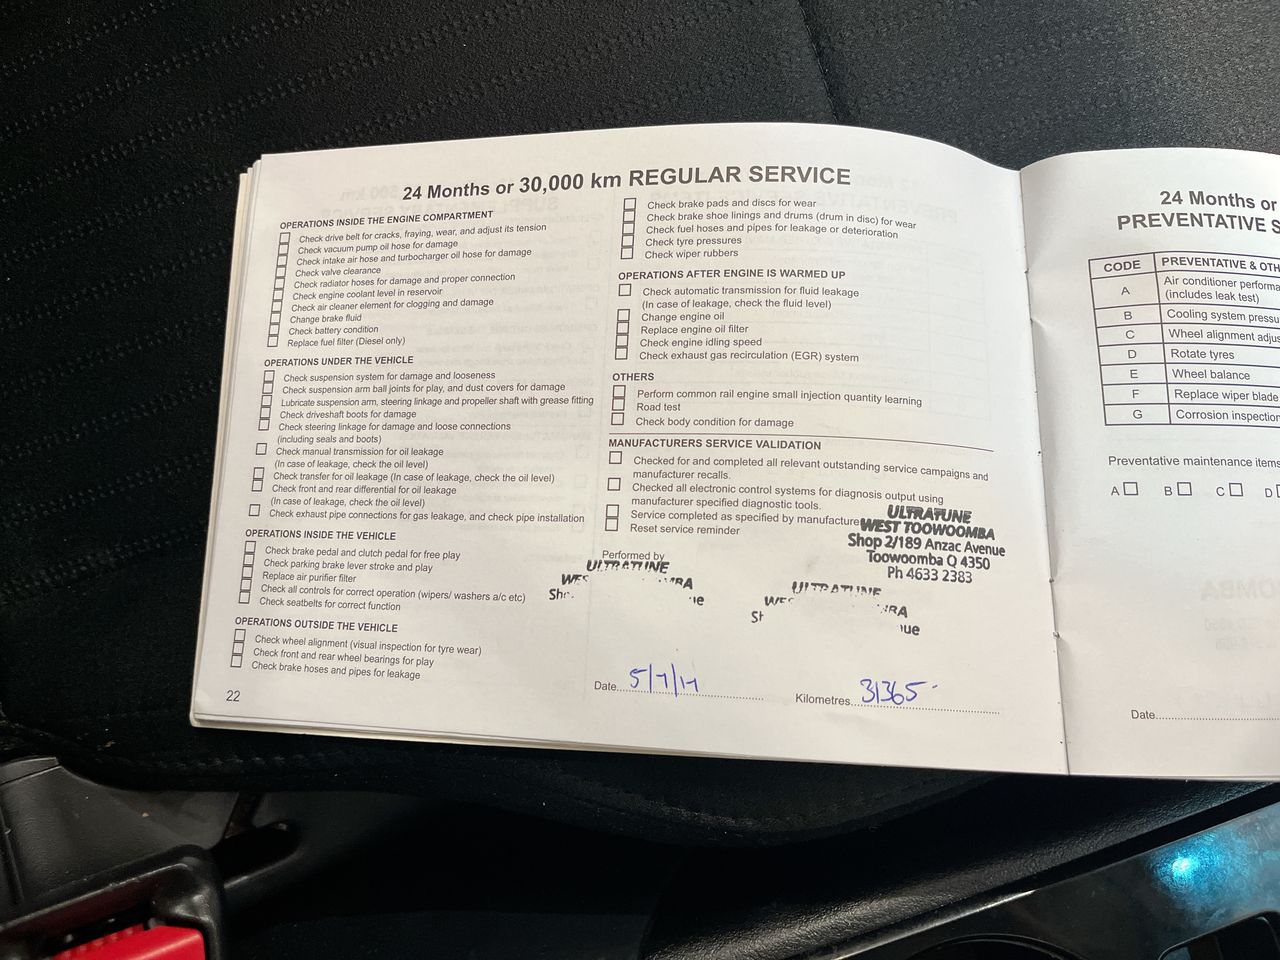 24 Months or 30,000 km REGULAR SERVICE
OPERATIONS INSIDE THE ENGINE COMPARTMENT
Check drive belt for cracks, fraying, wear, and adjust its tension
Check vacuum pump oil hose for damage
Check intake air hose and turbocharger oil hose for damage
Check valve clearance
Check radiator hoses for damage and proper connection
Check engine coolant level in reservoir
Check air cleaner element for clogging and damage
Change brake fluid
Check battery condition
Replace fuel filter (Diesel only)
OPERATIONS UNDER THE VEHICLE
Check suspension system for damage and looseness
Check suspension arm ball joints for play, and dust covers for damage
Lubricate suspension arm, steering linkage and propeller shaft with grease fitting
Check driveshaft boots for damage
Check steering linkage for damage and loose connections
(including seals and boots)
Check manual transmission for oil leakage
(In case of leakage, check the oil level)
Check transfer for oil leakage (In case of leakage, check the oil level)
Check front and rear differential for oil leakage
(In case of leakage, check the oil level)
Check exhaust pipe connections for gas leakage, and check pipe installation
OPERATIONS INSIDE THE VEHICLE
Check brake pedal and clutch pedal for free play
Check parking brake lever stroke and play
Replace air purifier filter
Check all controls for correct operation (wipers/ washers a/c etc)
Check seatbelts for correct function
OPERATIONS OUTSIDE THE VEHICLE
Check wheel alignment (visual inspection for tyre wear)
Check front and rear wheel bearings for play
Check brake hoses and pipes for leakage
22
Check brake pads and discs for wear
Check brake shoe linings and drums (drum in disc) for wear
Check fuel hoses and pipes for leakage or deterioration
Check tyre pressures
Check wiper rubbers
OPERATIONS AFTER ENGINE IS WARMED UP
Check automatic transmission for fluid leakage
(In case of leakage, check the fluid level)
Change engine oil
Replace engine oil filter
Check engine idling speed
Check exhaust gas recirculation (EGR) system
OTHERS
Perform common rail engine small injection quantity learning
Road test
Check body condition for damage
MANUFACTURERS SERVICE VALIDATION
Checked for and completed all relevant outstanding service campaigns and
manufacturer recalls.
Checked all electronic control systems for diagnosis output using
manufacturer specified diagnostic tools.
Service completed as specified by manufacture
Reset service reminder
ULTRATUNE
WEST TOOWOOMBA
Shop 2/189 Anzac Avenue
Toowoomba Q 4350
Ph 4633 2383
Performed by
ULTRATUNE
ULTRATUNE
Date 5/7/17
Kilometres 31365
24 Months or
PREVENTATIVE S
CODE PREVENTATIVE & OTH
A Air conditioner performa
(includes leak test)
B Cooling system pressu
C Wheel alignment adjus
D Rotate tyres
E Wheel balance
F Replace wiper blade
G Corrosion inspection
Preventative maintenance items
A B C D
Date